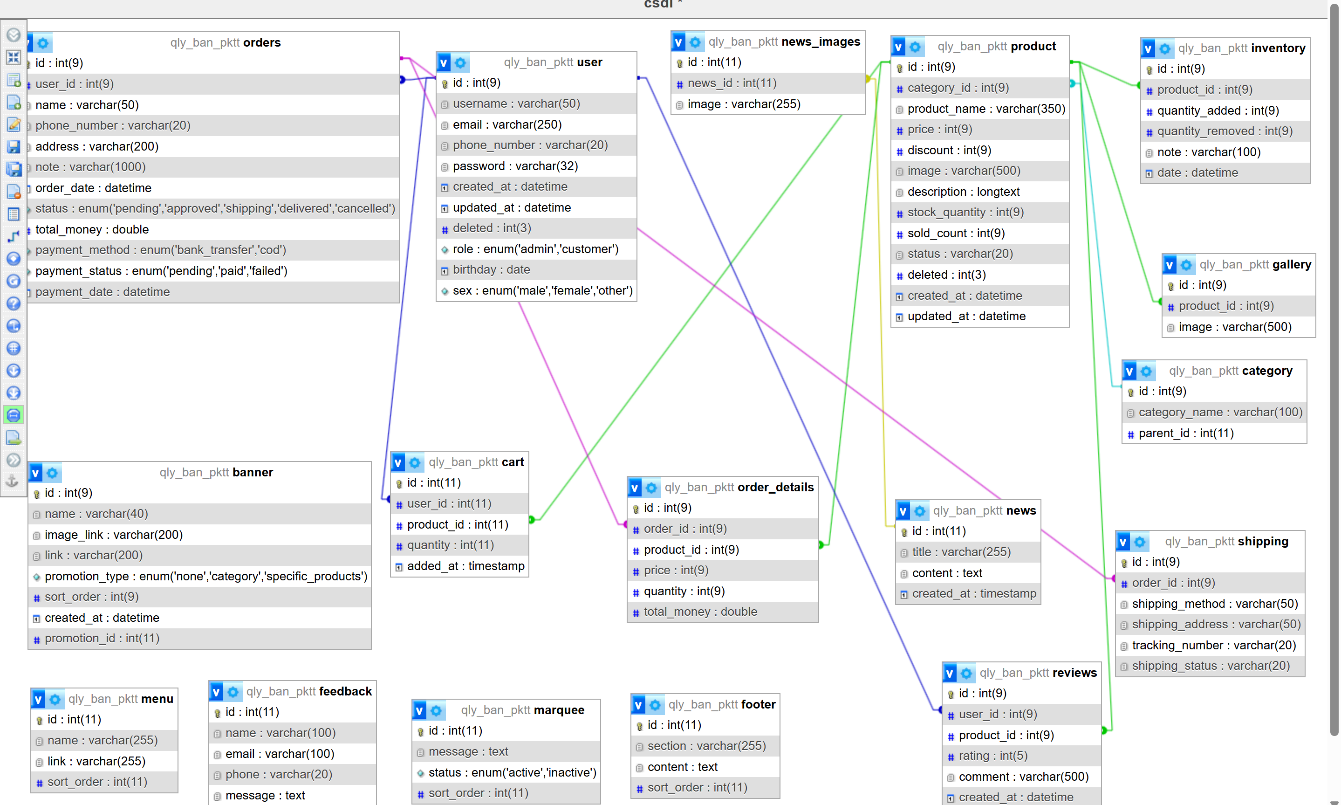 csdl *
qly_ban_pktt orders
id : int(9)
user_id : int(9)
name : varchar(50)
phone_number : varchar(20)
address : varchar(200)
note : varchar(1000)
order_date : datetime
status : enum('pending','approved','shipping','delivered','cancelled')
total_money : double
payment_method : enum('bank_transfer','cod')
payment_status : enum('pending','paid','failed')
payment_date : datetime
qly_ban_pktt user
id : int(9)
username : varchar(50)
email : varchar(250)
phone_number : varchar(20)
password : varchar(32)
created_at : datetime
updated_at : datetime
deleted : int(3)
role : enum('admin','customer')
birthday : date
sex : enum('male','female','other')
qly_ban_pktt news_images
id : int(11)
news_id : int(11)
image : varchar(255)
qly_ban_pktt product
id : int(9)
category_id : int(9)
product_name : varchar(350)
price : int(9)
discount : int(9)
image : varchar(500)
description : longtext
stock_quantity : int(9)
sold_count : int(9)
status : varchar(20)
deleted : int(3)
created_at : datetime
updated_at : datetime
qly_ban_pktt inventory
id : int(9)
product_id : int(9)
quantity_added : int(9)
quantity_removed : int(9)
note : varchar(100)
date : datetime
qly_ban_pktt gallery
id : int(9)
product_id : int(9)
image : varchar(500)
qly_ban_pktt category
id : int(9)
category_name : varchar(100)
parent_id : int(11)
qly_ban_pktt banner
id : int(9)
name : varchar(40)
image_link : varchar(200)
link : varchar(200)
promotion_type : enum('none','category','specific_products')
sort_order : int(9)
created_at : datetime
promotion_id : int(11)
qly_ban_pktt cart
id : int(11)
user_id : int(11)
product_id : int(11)
quantity : int(11)
added_at : timestamp
qly_ban_pktt order_details
id : int(9)
order_id : int(9)
product_id : int(9)
price : int(9)
quantity : int(9)
total_money : double
qly_ban_pktt news
id : int(11)
title : varchar(255)
content : text
created_at : timestamp
qly_ban_pktt shipping
id : int(9)
order_id : int(9)
shipping_method : varchar(50)
shipping_address : varchar(50)
tracking_number : varchar(20)
shipping_status : varchar(20)
qly_ban_pktt menu
id : int(11)
name : varchar(255)
link : varchar(255)
sort_order : int(11)
qly_ban_pktt feedback
id : int(11)
name : varchar(100)
email : varchar(100)
phone : varchar(20)
message : text
qly_ban_pktt marquee
id : int(11)
message : text
status : enum('active','inactive')
sort_order : int(11)
qly_ban_pktt footer
id : int(11)
section : varchar(255)
content : text
sort_order : int(11)
qly_ban_pktt reviews
id : int(9)
user_id : int(9)
product_id : int(9)
rating : int(5)
comment : varchar(500)
created_at : datetime